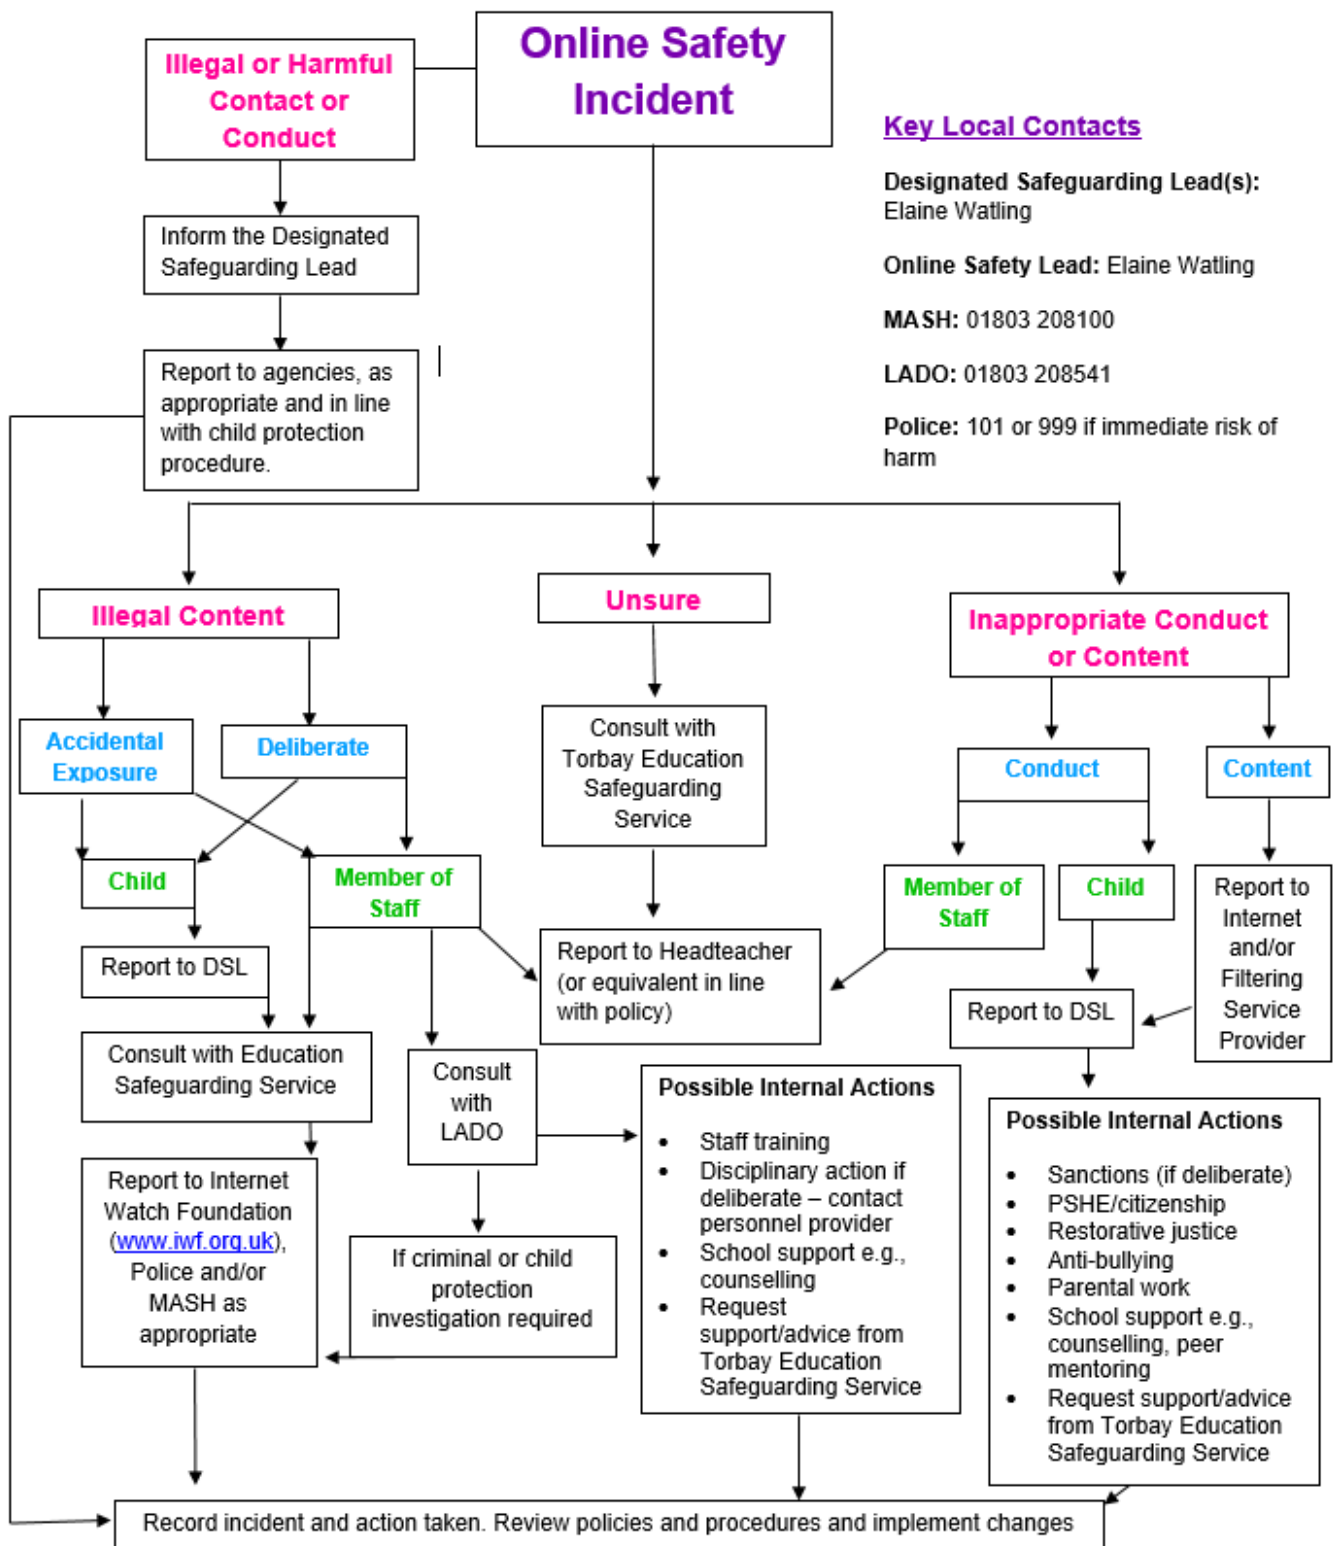 Online Safety
Incident
Illegal or Harmful
Contact or
Conduct
Key Local Contacts
Designated Safeguarding Lead(s):
Elaine Watling
Online Safety Lead: Elaine Watling
MASH: 01803 208100
LADO: 01803 208541
Police: 101 or 999 if immediate risk of
harm
Inform the Designated
Safeguarding Lead
Report to agencies, as
appropriate and in line
with child protection
procedure.
Illegal Content
Unsure
Inappropriate Conduct
or Content
Accidental
Exposure
Deliberate
Consult with
Torbay Education
Safeguarding
Service
Conduct
Content
Child
Member of
Staff
Member of
Staff
Child
Report to
Internet
and/or
Filtering
Service
Provider
Report to DSL
Report to Headteacher
(or equivalent in line
with policy)
Report to DSL
Consult with Education
Safeguarding Service
Consult
with
LADO
Possible Internal Actions
• Staff training
• Disciplinary action if
deliberate – contact
personnel provider
• School support e.g.,
counselling
• Request
support/advice from
Torbay Education
Safeguarding Service
Possible Internal Actions
• Sanctions (if deliberate)
• PSHE/citizenship
• Restorative justice
• Anti-bullying
• Parental work
• School support e.g.,
counselling, peer
mentoring
• Request support/advice
from Torbay Education
Safeguarding Service
Report to Internet
Watch Foundation
(www.iwf.org.uk),
Police and/or
MASH as
appropriate
If criminal or child
protection
investigation required
Record incident and action taken. Review policies and procedures and implement changes